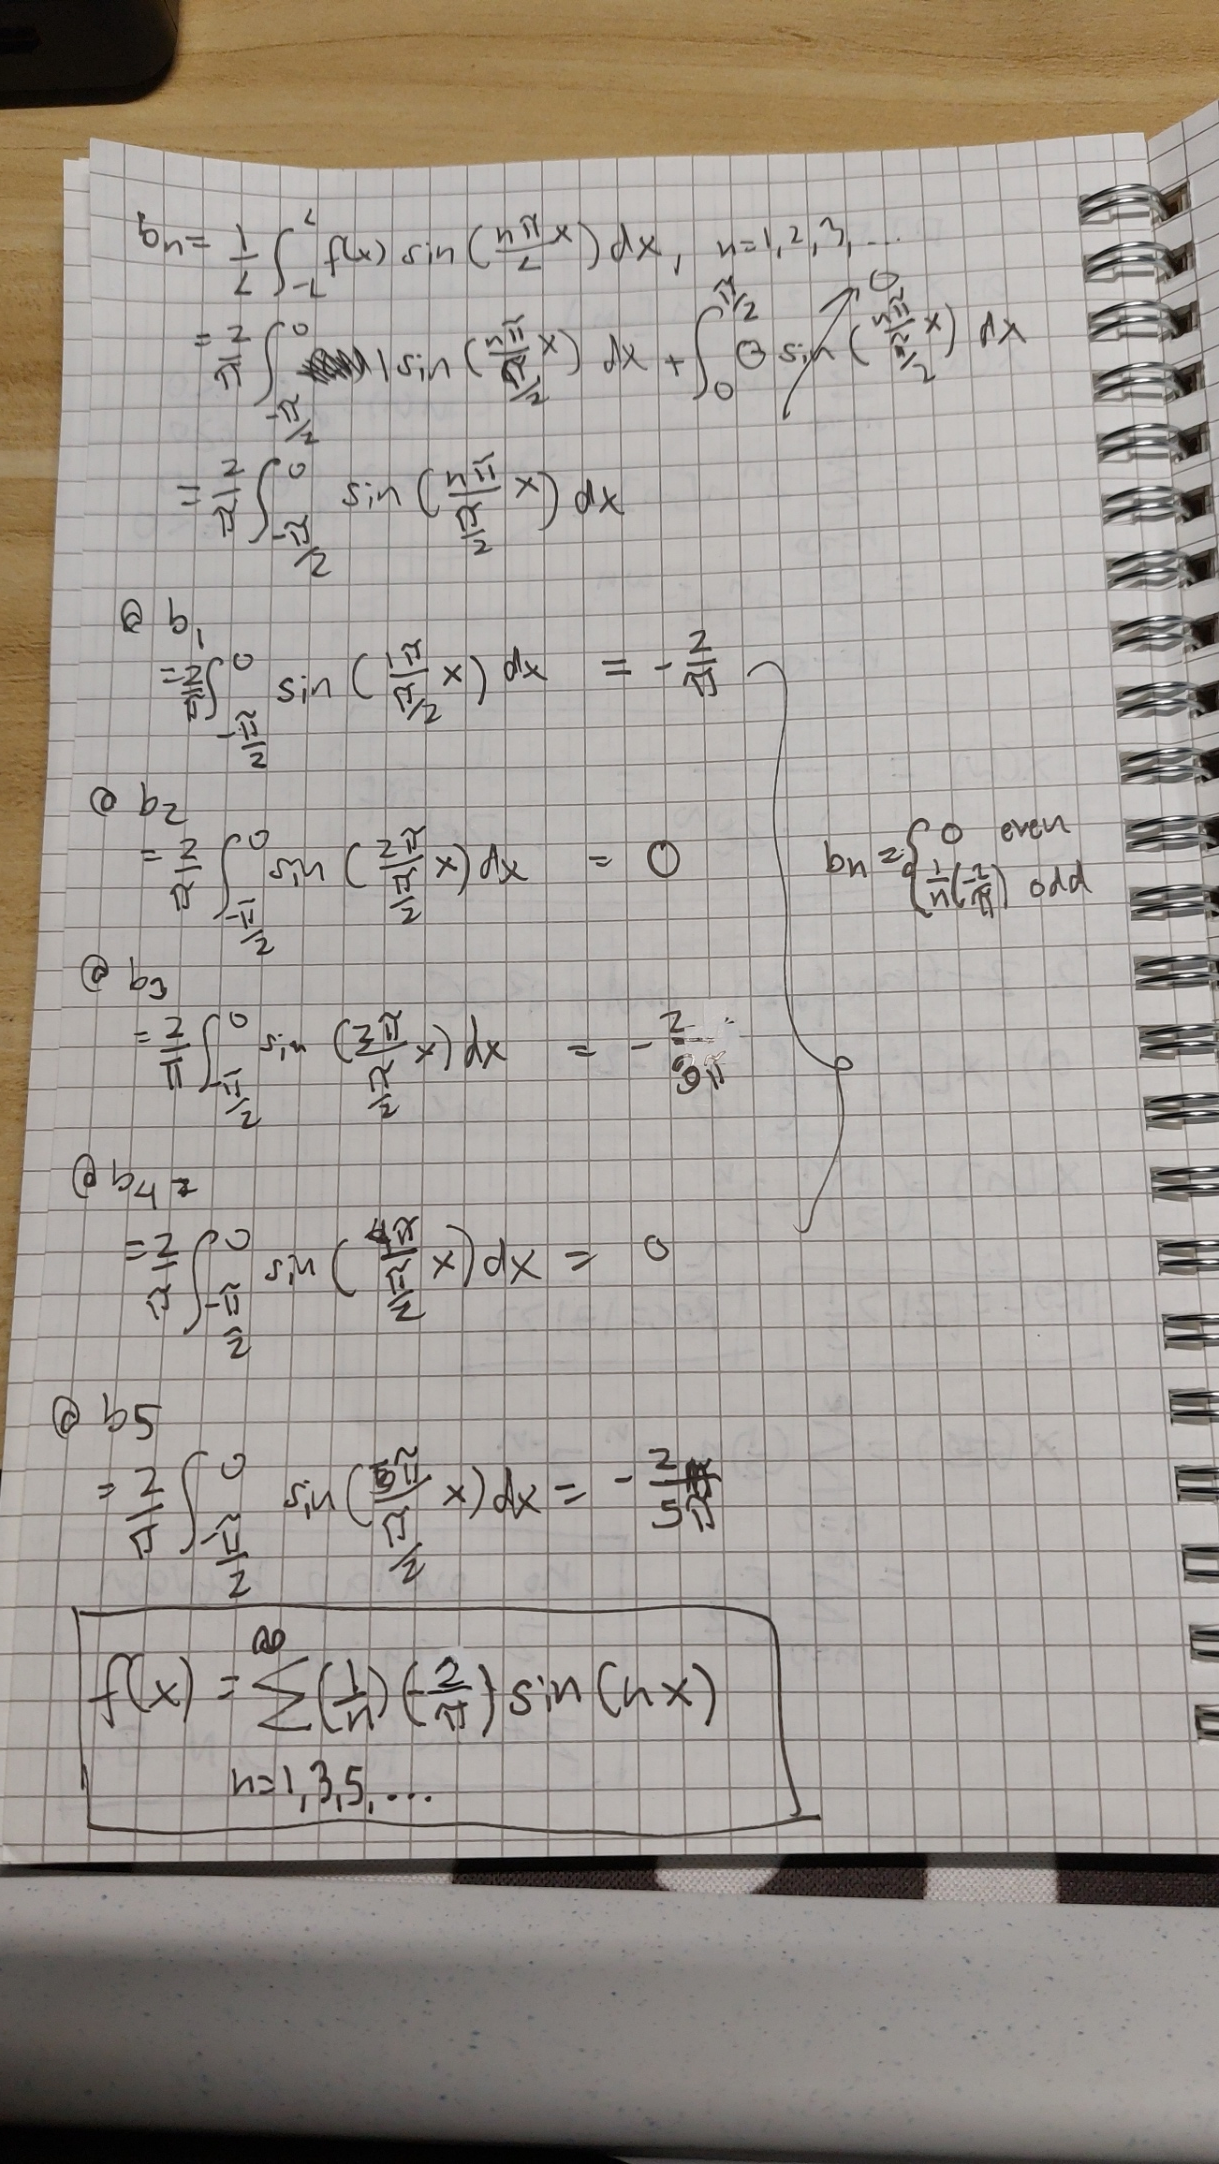 bn = 1/L ∫_{-L}^{L} f(x) sin(nπ/L x) dx, n=1,2,3,...
= 2/π ∫_{-π/2}^{0} 1 sin(nπ/(π/2) x) dx + ∫_{0}^{π/2} 0 sin(nπ/(π/2) x) dx → 0
= 2/π ∫_{-π/2}^{0} sin(nπ/(π/2) x) dx
@ b1
= 2/π ∫_{-π/2}^{0} sin(1π/(π/2) x) dx = -2/π
@ b2
= 2/π ∫_{-π/2}^{0} sin(2π/(π/2) x) dx = 0
@ b3
= 2/π ∫_{-π/2}^{0} sin(3π/(π/2) x) dx = -2/3π
@ b4 =
= 2/π ∫_{-π/2}^{0} sin(4π/(π/2) x) dx = 0
@ b5
= 2/π ∫_{-π/2}^{0} sin(5π/(π/2) x) dx = -2/5π
bn = { 0 even
1/n(-2/π) odd
f(x) = ∑^{∞} (1/n)(-2/π) sin(nx)
n=1,3,5,...